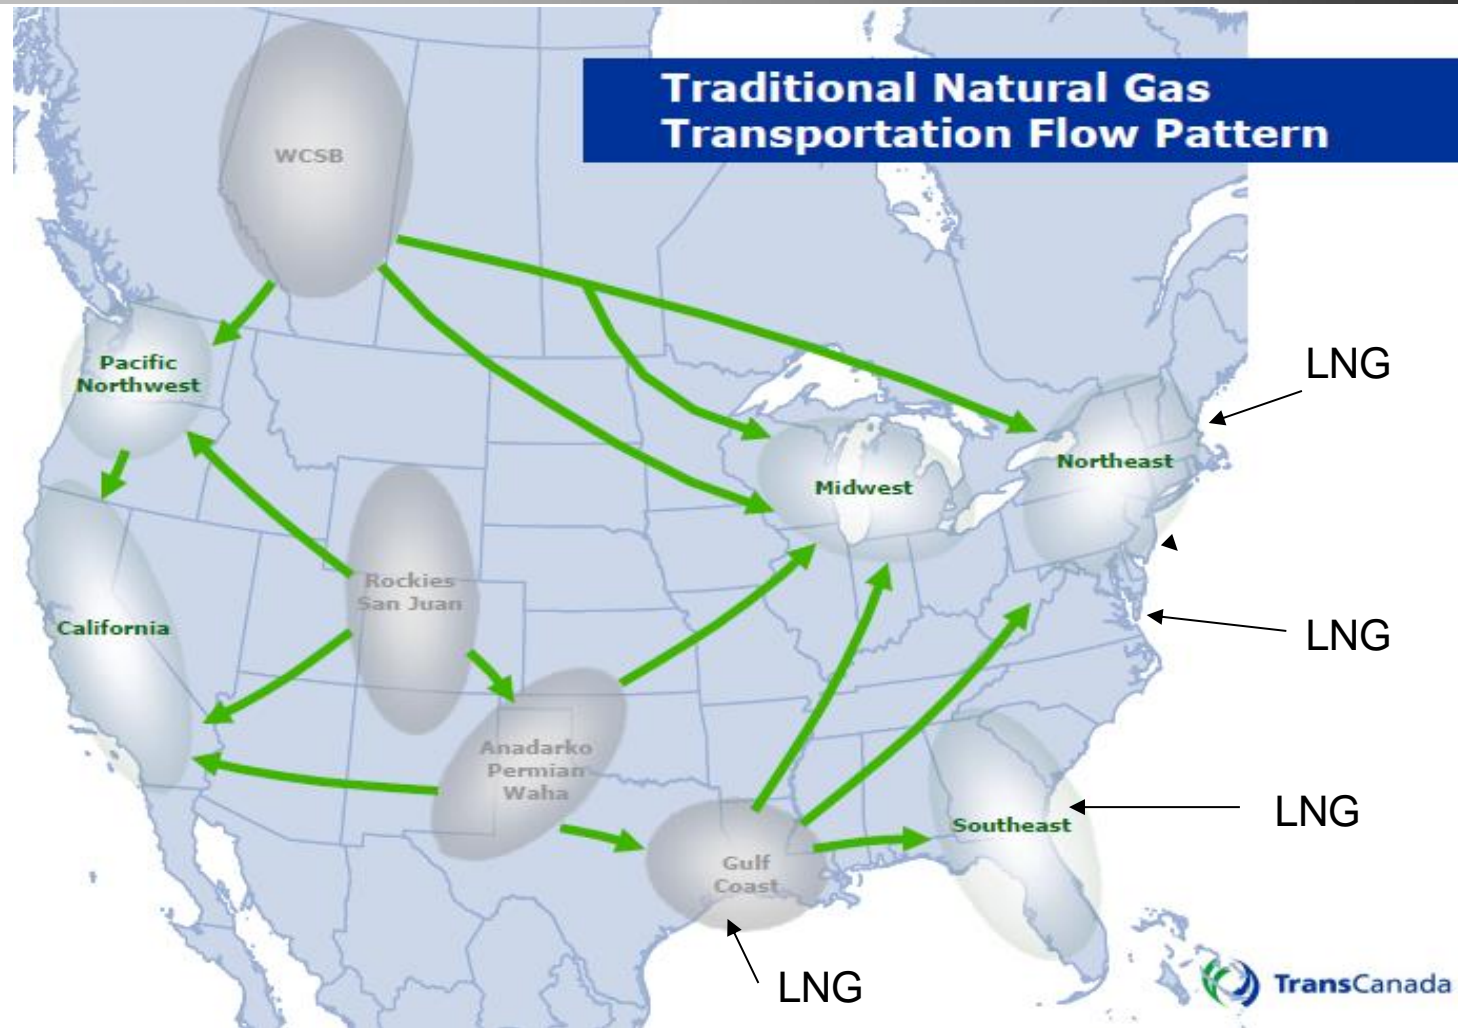 Traditional Natural Gas
Transportation Flow Pattern
WCSB
Pacific
Northwest
LNG
Northeast
Midwest
Rockies
San Juan
California
LNG
Anadarko
Permian
Waha
LNG
Southeast
Gulf
Coast
LNG
TransCanada